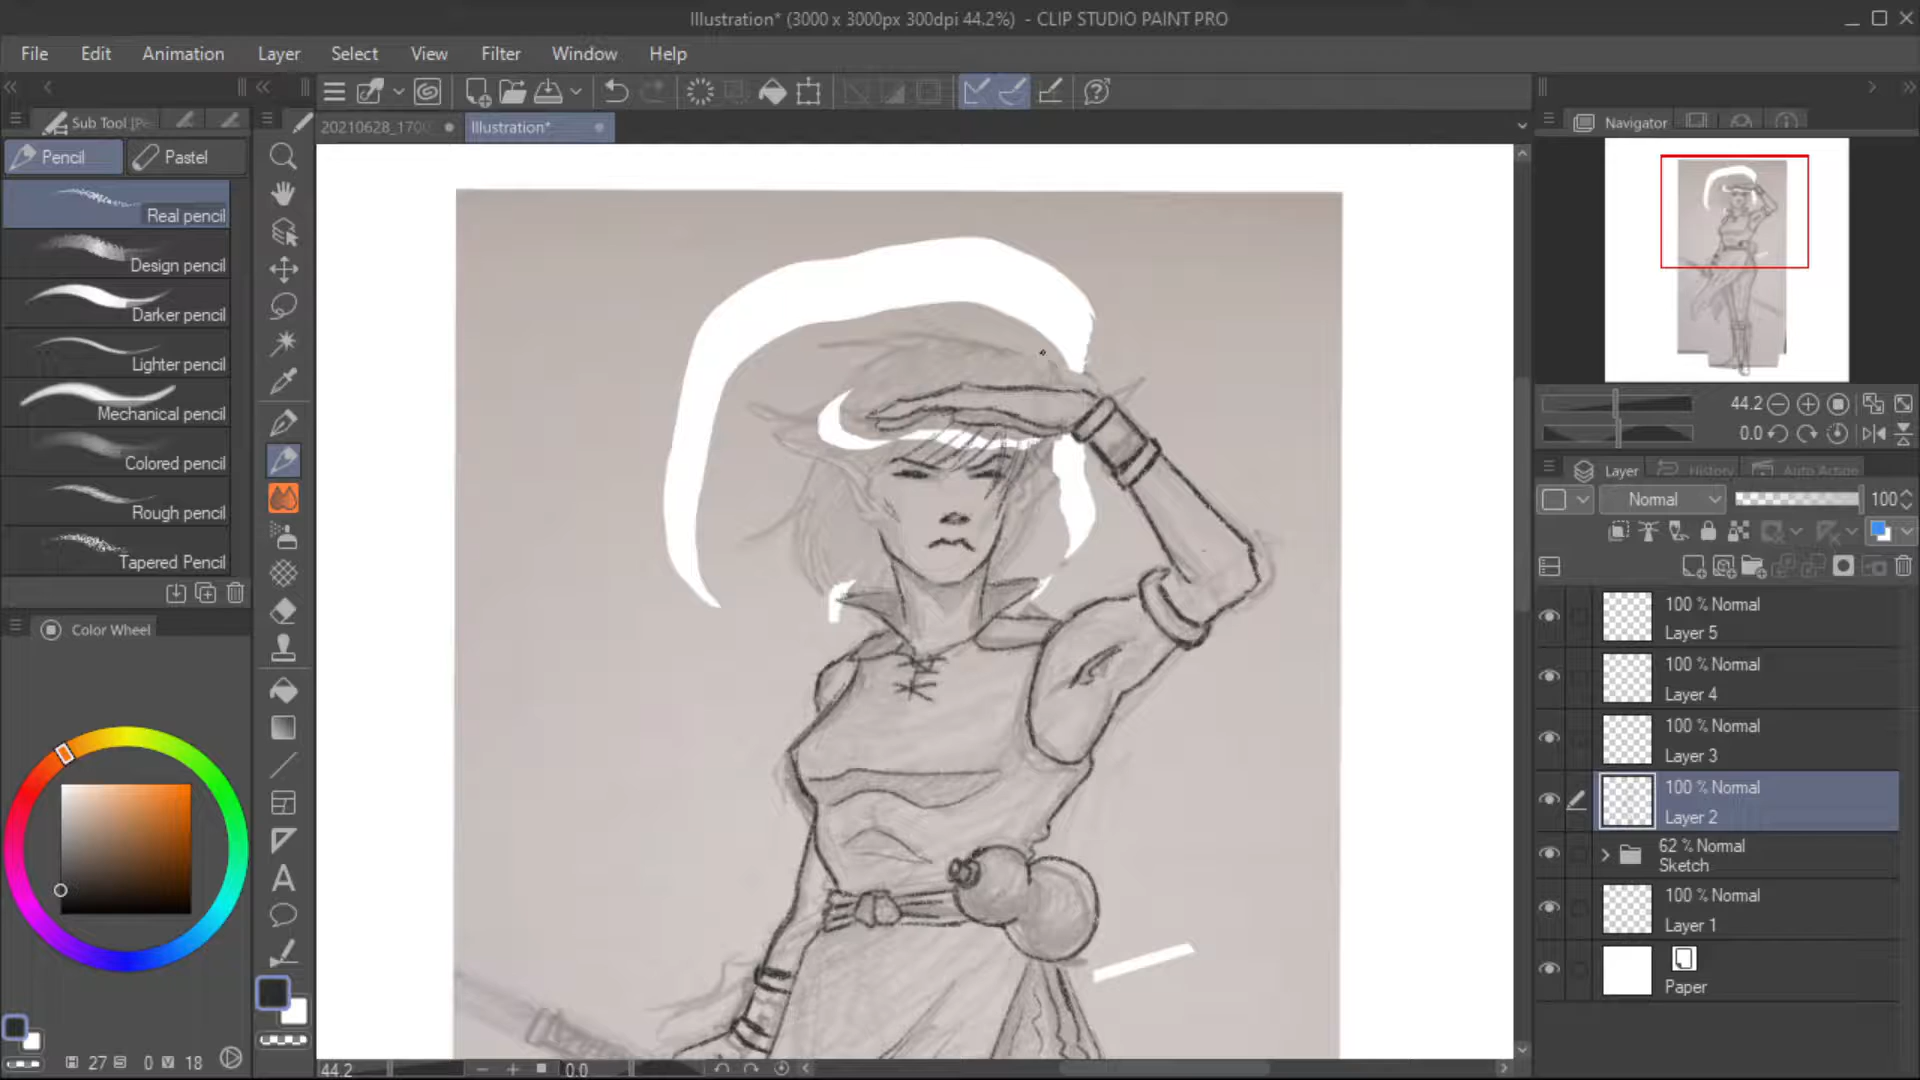 Illustration* (3000 x 3000px 300dpi 44.2%) - CLIP STUDIO PAINT PRO
File Edit Animation Layer Select View Filter Window Help
Sub Tool [Pe
20210628_170
Illustration*
Navigator
Pencil
Pastel
Real pencil
Design pencil
Darker pencil
Lighter pencil
Mechanical pencil
Colored pencil
Rough pencil
Tapered Pencil
44.2
0.0
Layer
History
Auto Action
Normal
100
100 % Normal
Layer 5
100 % Normal
Layer 4
100 % Normal
Layer 3
100 % Normal
Layer 2
62 % Normal
Sketch
100 % Normal
Layer 1
Paper
Color Wheel
H 27 S 0 V 18
44.2
0.0